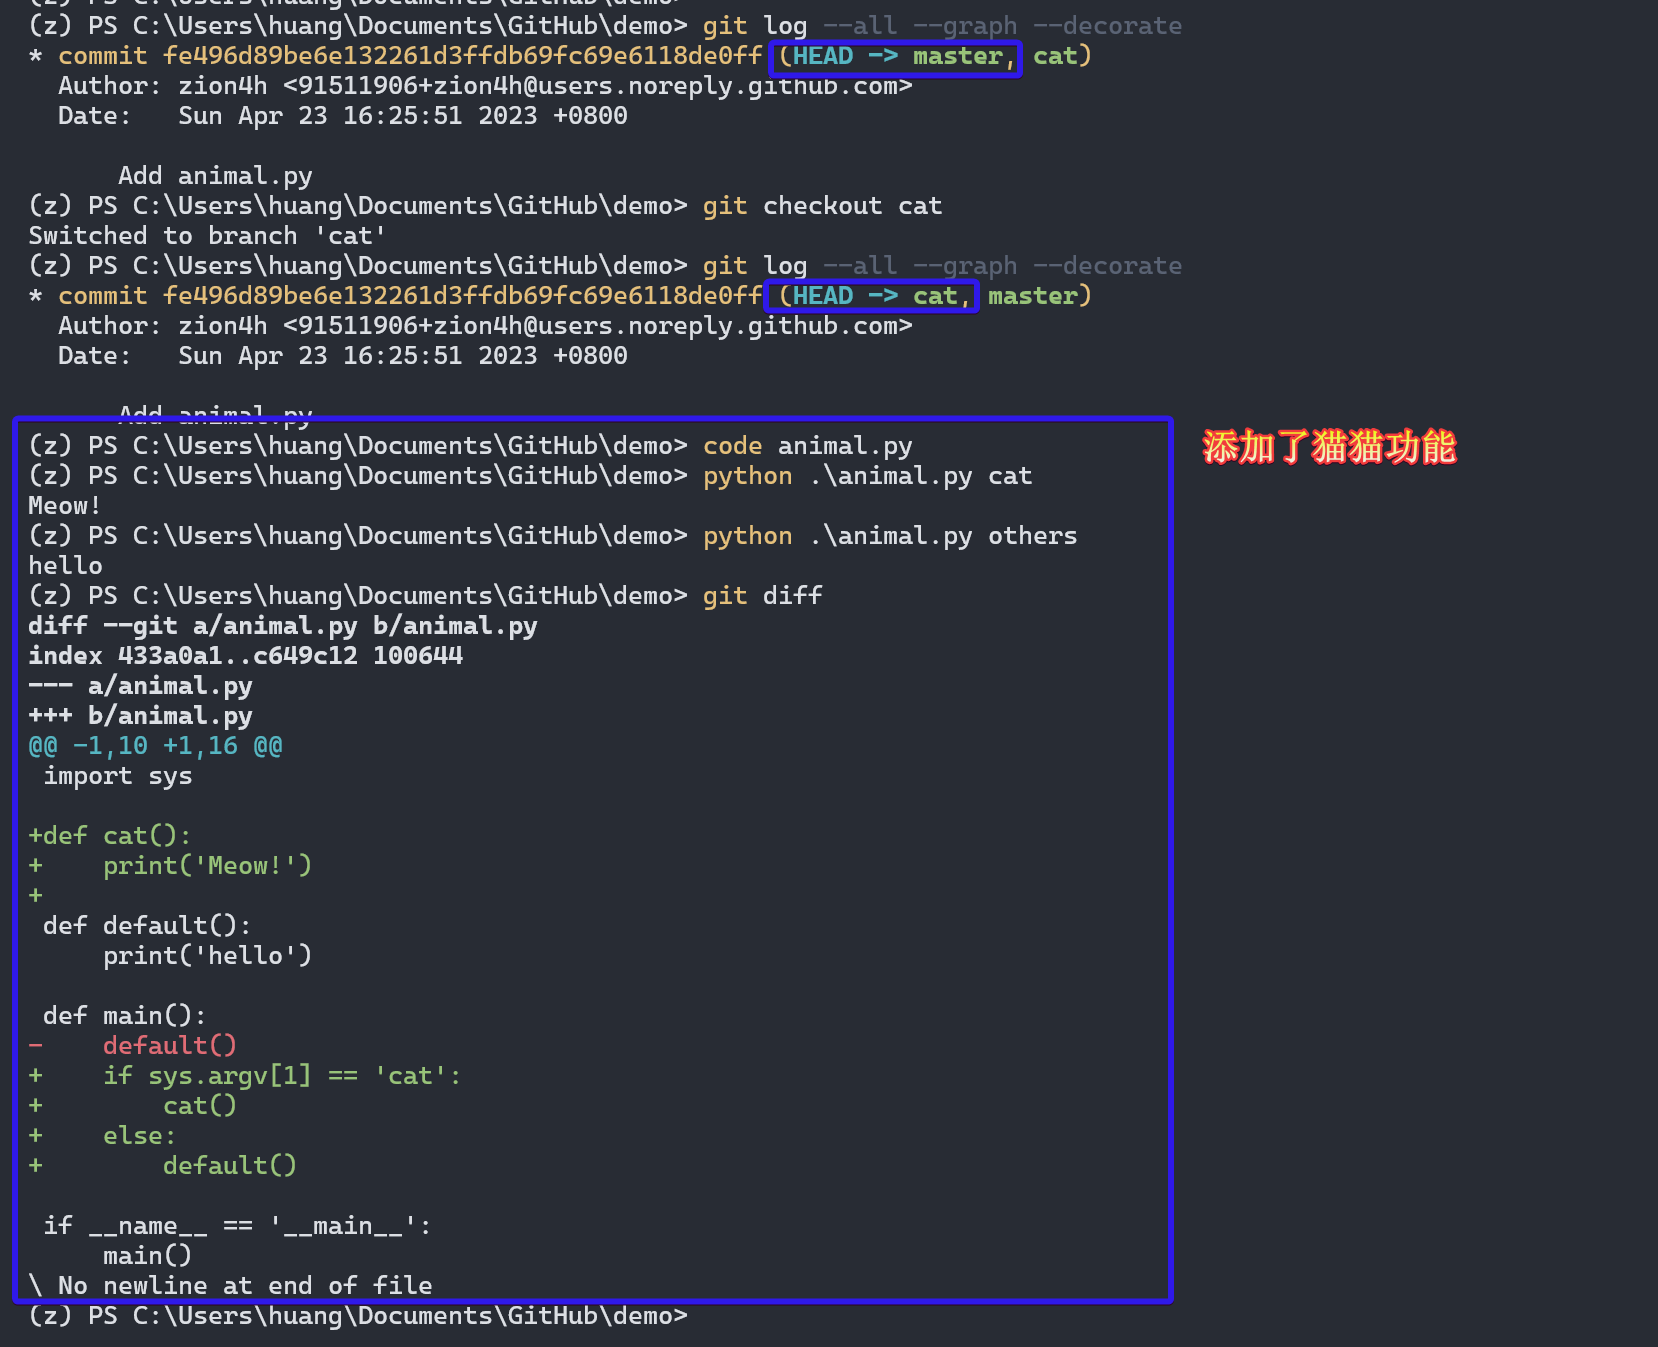 (z) PS C:\Users\huang\Documents\GitHub\demo>
(z) PS C:\Users\huang\Documents\GitHub\demo> git log --all --graph --decorate
* commit fe496d89be6e132261d3ffdb69fc69e6118de0ff (HEAD -> master, cat)
  Author: zion4h <91511906+zion4h@users.noreply.github.com>
  Date:   Sun Apr 23 16:25:51 2023 +0800
      Add animal.py
(z) PS C:\Users\huang\Documents\GitHub\demo> git checkout cat
Switched to branch 'cat'
(z) PS C:\Users\huang\Documents\GitHub\demo> git log --all --graph --decorate
* commit fe496d89be6e132261d3ffdb69fc69e6118de0ff (HEAD -> cat, master)
  Author: zion4h <91511906+zion4h@users.noreply.github.com>
  Date:   Sun Apr 23 16:25:51 2023 +0800
      Add animal.py
(z) PS C:\Users\huang\Documents\GitHub\demo> code animal.py
添加了猫猫功能
(z) PS C:\Users\huang\Documents\GitHub\demo> python .\animal.py cat
Meow!
(z) PS C:\Users\huang\Documents\GitHub\demo> python .\animal.py others
hello
(z) PS C:\Users\huang\Documents\GitHub\demo> git diff
diff --git a/animal.py b/animal.py
index 433a0a1..c649c12 100644
--- a/animal.py
+++ b/animal.py
@@ -1,10 +1,16 @@
 import sys
+def cat():
+    print('Meow!')
+
 def default():
     print('hello')
 def main():
-    default()
+    if sys.argv[1] == 'cat':
+        cat()
+    else:
+        default()
 if __name__ == '__main__':
     main()
\ No newline at end of file
(z) PS C:\Users\huang\Documents\GitHub\demo>